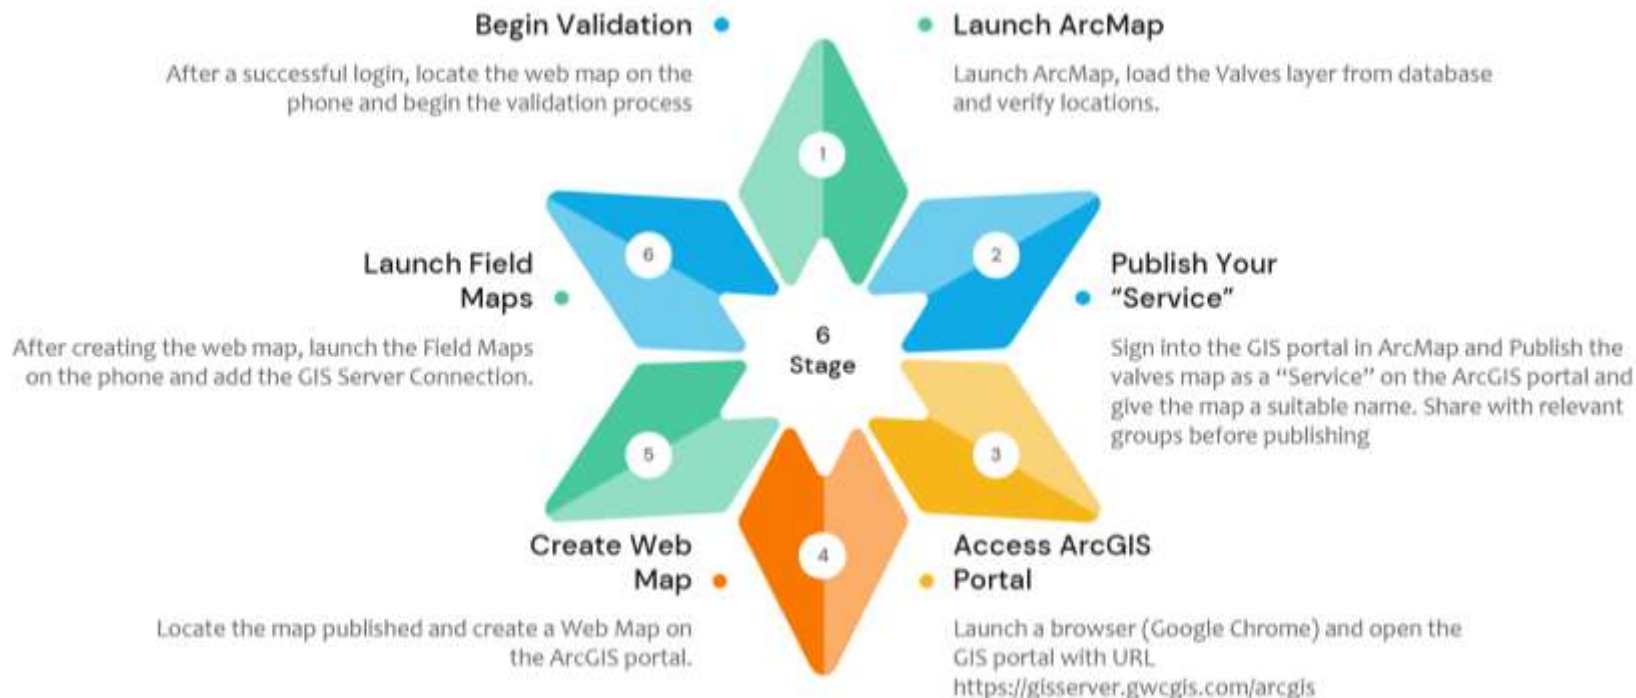 Begin Validation
After a successful login, locate the web map on the
phone and begin the validation process
Launch ArcMap
Launch ArcMap, load the Valves layer from database
and verify locations.
1
6
2
Launch Field
Maps
After creating the web map, launch the Field Maps
on the phone and add the GIS Server Connection.
Publish Your
"Service"
Sign into the GIS portal in ArcMap and Publish the
valves map as a “Service” on the ArcGIS portal and
give the map a suitable name. Share with relevant
groups before publishing
6
Stage
5
3
4
Create Web
Map
Locate the map published and create a Web Map on
the ArcGIS portal.
Access ArcGIS
Portal
Launch a browser (Google Chrome) and open the
GIS portal with URL
https://gisserver.gwcgis.com/arcgis